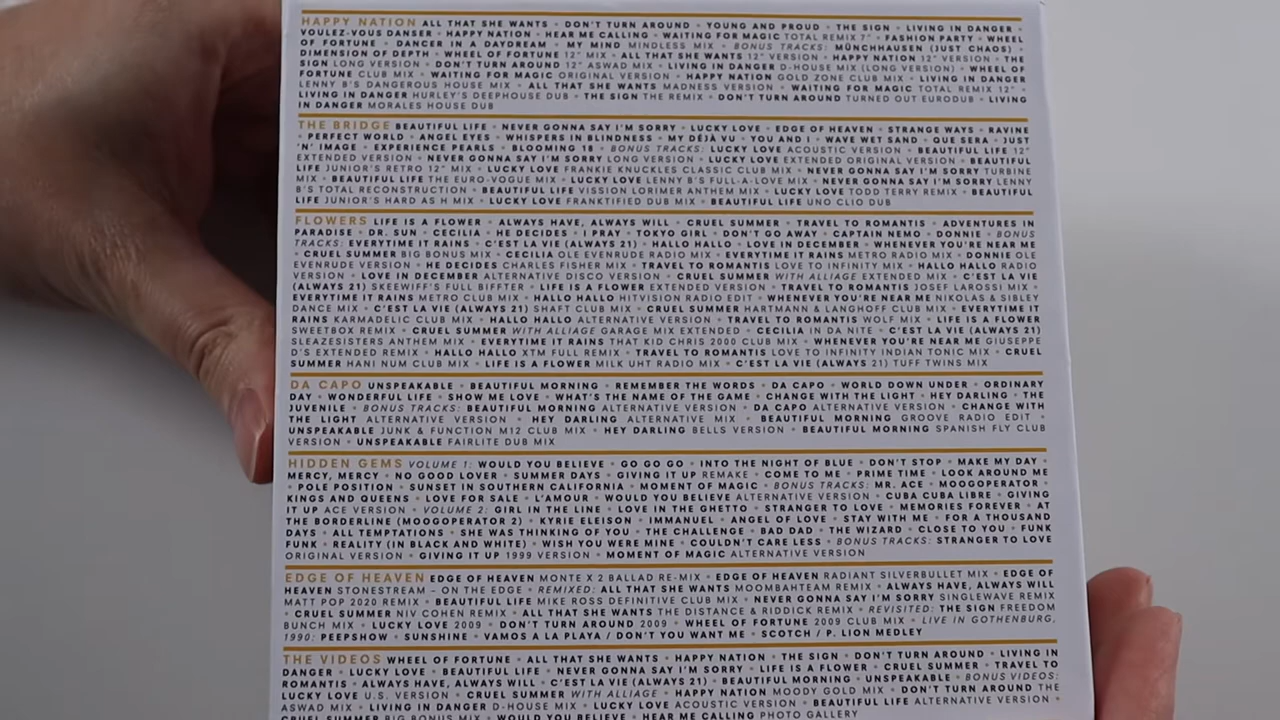 HAPPY NATION ALL THAT SHE WANTS • DON'T TURN AROUND • YOUNG AND PROUD • THE SIGN • LIVING IN DANGER •
VOULEZ-VOUS DANSER • HAPPY NATION • HEAR ME CALLING • WAITING FOR MAGIC TOTAL REMIX 7" • FASHION PARTY • WHEEL
OF FORTUNE • DANCER IN A DAYDREAM • MY MIND MINDLESS MIX • BONUS TRACKS: MÜNCHHAUSEN (JUST CHAOS) •
DIMENSION OF DEPTH • WHEEL OF FORTUNE 12" MIX • ALL THAT SHE WANTS 12" VERSION • HAPPY NATION 12" VERSION • THE
SIGN LONG VERSION • DON'T TURN AROUND 12" ASWAD MIX • LIVING IN DANGER D-HOUSE MIX (LONG VERSION) • WHEEL OF
FORTUNE CLUB MIX • WAITING FOR MAGIC ORIGINAL VERSION • HAPPY NATION GOLD ZONE CLUB MIX • LIVING IN DANGER
LENNY B'S DANGEROUS HOUSE MIX • ALL THAT SHE WANTS MADNESS VERSION • WAITING FOR MAGIC TOTAL REMIX 12" •
LIVING IN DANGER HURLEY'S DEEPHOUSE DUB • THE SIGN THE REMIX • DON'T TURN AROUND TURNED OUT EURODUB • LIVING
IN DANGER MORALES HOUSE DUB
THE BRIDGE BEAUTIFUL LIFE • NEVER GONNA SAY I'M SORRY • LUCKY LOVE • EDGE OF HEAVEN • STRANGE WAYS • RAVINE
• PERFECT WORLD • ANGEL EYES • WHISPERS IN BLINDNESS • MY DÉJÀ VU • YOU AND I • WAVE WET SAND • QUE SERA • JUST
'N' IMAGE • EXPERIENCE PEARLS • BLOOMING 18 • BONUS TRACKS: LUCKY LOVE ACOUSTIC VERSION • BEAUTIFUL LIFE 12"
EXTENDED VERSION • NEVER GONNA SAY I'M SORRY LONG VERSION • LUCKY LOVE EXTENDED ORIGINAL VERSION • BEAUTIFUL
LIFE JUNIOR'S RETRO 12" MIX • LUCKY LOVE FRANKIE KNUCKLES CLASSIC CLUB MIX • NEVER GONNA SAY I'M SORRY TURBINE
MIX • BEAUTIFUL LIFE THE EURO-VOGUE MIX • LUCKY LOVE LENNY B'S FULL-A-LOVE MIX • NEVER GONNA SAY I'M SORRY LENNY
B'S TOTAL RECONSTRUCTION • BEAUTIFUL LIFE VISSION LORIMER ANTHEM MIX • LUCKY LOVE TODD TERRY REMIX • BEAUTIFUL
LIFE JUNIOR'S HARD AS H MIX • LUCKY LOVE FRANKTIFIED DUB MIX • BEAUTIFUL LIFE UNO CLIO DUB
FLOWERS LIFE IS A FLOWER • ALWAYS HAVE, ALWAYS WILL • CRUEL SUMMER • TRAVEL TO ROMANTIS • ADVENTURES IN
PARADISE • DR. SUN • CECILIA • HE DECIDES • I PRAY • TOKYO GIRL • DON'T GO AWAY • CAPTAIN NEMO • DONNIE • BONUS
TRACKS: EVERYTIME IT RAINS • C'EST LA VIE (ALWAYS 21) • HALLO HALLO • LOVE IN DECEMBER • WHENEVER YOU'RE NEAR ME
• CRUEL SUMMER BIG BONUS MIX • CECILIA OLE EVENRUDE RADIO MIX • EVERYTIME IT RAINS METRO RADIO MIX • DONNIE OLE
EVENRUDE VERSION • HE DECIDES CHARLES FISHER MIX • TRAVEL TO ROMANTIS LOVE TO INFINITY MIX • HALLO HALLO RADIO
VERSION • LOVE IN DECEMBER ALTERNATIVE DISCO VERSION • CRUEL SUMMER WITH ALLIAGE EXTENDED MIX • C'EST LA VIE
(ALWAYS 21) SKEEWIFF'S FULL BIFFTER • LIFE IS A FLOWER EXTENDED VERSION • TRAVEL TO ROMANTIS JOSEF LAROSSI MIX •
EVERYTIME IT RAINS METRO CLUB MIX • HALLO HALLO HITVISION RADIO EDIT • WHENEVER YOU'RE NEAR ME NIKOLAS & SIBLEY
DANCE MIX • C'EST LA VIE (ALWAYS 21) SHAFT CLUB MIX • CRUEL SUMMER HARTMANN & LANGHOFF CLUB MIX • EVERYTIME IT
RAINS KARMADELIC CLUB MIX • HALLO HALLO ALTERNATIVE VERSION • TRAVEL TO ROMANTIS WOLF MIX • LIFE IS A FLOWER
SWEETBOX REMIX • CRUEL SUMMER WITH ALLIAGE GARAGE MIX EXTENDED • CECILIA IN DA NITE • C'EST LA VIE (ALWAYS 21)
SLEAZESISTERS ANTHEM MIX • EVERYTIME IT RAINS THAT KID CHRIS 2000 CLUB MIX • WHENEVER YOU'RE NEAR ME GIUSEPPE
D'S EXTENDED REMIX • HALLO HALLO XTM FULL REMIX • TRAVEL TO ROMANTIS LOVE TO INFINITY INDIAN TONIC MIX • CRUEL
SUMMER HANI NUM CLUB MIX • LIFE IS A FLOWER MILK UHT RADIO MIX • C'EST LA VIE (ALWAYS 21) TUFF TWINS MIX
DA CAPO UNSPEAKABLE • BEAUTIFUL MORNING • REMEMBER THE WORDS • DA CAPO • WORLD DOWN UNDER • ORDINARY
DAY • WONDERFUL LIFE • SHOW ME LOVE • WHAT'S THE NAME OF THE GAME • CHANGE WITH THE LIGHT • HEY DARLING • THE
JUVENILE • BONUS TRACKS: BEAUTIFUL MORNING ALTERNATIVE VERSION • DA CAPO ALTERNATIVE VERSION • CHANGE WITH
THE LIGHT ALTERNATIVE VERSION • HEY DARLING ALTERNATIVE MIX • BEAUTIFUL MORNING GROOVE RADIO EDIT •
UNSPEAKABLE JUNK & FUNCTION M12 CLUB MIX • HEY DARLING BELLS VERSION • BEAUTIFUL MORNING SPANISH FLY CLUB
VERSION • UNSPEAKABLE FAIRLITE DUB MIX
HIDDEN GEMS VOLUME 1: WOULD YOU BELIEVE • GO GO GO • INTO THE NIGHT OF BLUE • DON'T STOP • MAKE MY DAY •
MERCY, MERCY • NO GOOD LOVER • SUMMER DAYS • GIVING IT UP REMAKE • COME TO ME • PRIME TIME • LOOK AROUND ME
• POLE POSITION • SUNSET IN SOUTHERN CALIFORNIA • MOMENT OF MAGIC • BONUS TRACKS: MR. ACE • MOOGOPERATOR •
KINGS AND QUEENS • LOVE FOR SALE • L'AMOUR • WOULD YOU BELIEVE ALTERNATIVE VERSION • CUBA CUBA LIBRE • GIVING
IT UP ACE VERSION • VOLUME 2: GIRL IN THE LINE • LOVE IN THE GHETTO • STRANGER TO LOVE • MEMORIES FOREVER • AT
THE BORDERLINE (MOOGOPERATOR 2) • KYRIE ELEISON • IMMANUEL • ANGEL OF LOVE • STAY WITH ME • FOR A THOUSAND
DAYS • ALL TEMPTATIONS • SHE WAS THINKING OF YOU • THE CHALLENGE • BAD DAD • THE WIZARD • CLOSE TO YOU • FUNK
FUNK • REALITY (IN BLACK AND WHITE) • WISH YOU WERE MINE • COULDN'T CARE LESS • BONUS TRACKS: STRANGER TO LOVE
ORIGINAL VERSION • GIVING IT UP 1999 VERSION • MOMENT OF MAGIC ALTERNATIVE VERSION
EDGE OF HEAVEN EDGE OF HEAVEN MONTE X 2 BALLAD RE-MIX • EDGE OF HEAVEN RADIANT SILVERBULLET MIX • EDGE OF
HEAVEN STONESTREAM – ON THE EDGE • REMIXED: ALL THAT SHE WANTS MOOMBAHTEAM REMIX • ALWAYS HAVE, ALWAYS WILL
MATT POP 2020 REMIX • BEAUTIFUL LIFE MIKE ROSS DEFINITIVE CLUB MIX • NEVER GONNA SAY I'M SORRY SINGLEWAVE REMIX
• CRUEL SUMMER NIV COHEN REMIX • ALL THAT SHE WANTS THE DISTANCE & RIDDICK REMIX • REVISITED: THE SIGN FREEDOM
BUNCH MIX • LUCKY LOVE 2009 • DON'T TURN AROUND 2009 • WHEEL OF FORTUNE 2009 CLUB MIX • LIVE IN GOTHENBURG,
1990: PEEPSHOW • SUNSHINE • VAMOS A LA PLAYA / DON'T YOU WANT ME • SCOTCH / P. LION MEDLEY
THE VIDEOS WHEEL OF FORTUNE • ALL THAT SHE WANTS • HAPPY NATION • THE SIGN • DON'T TURN AROUND • LIVING IN
DANGER • LUCKY LOVE • BEAUTIFUL LIFE • NEVER GONNA SAY I'M SORRY • LIFE IS A FLOWER • CRUEL SUMMER • TRAVEL TO
ROMANTIS • ALWAYS HAVE, ALWAYS WILL • C'EST LA VIE (ALWAYS 21) • BEAUTIFUL MORNING • UNSPEAKABLE • BONUS VIDEOS:
LUCKY LOVE U.S. VERSION • CRUEL SUMMER WITH ALLIAGE • HAPPY NATION MOODY GOLD MIX • DON'T TURN AROUND THE
ASWAD MIX • LIVING IN DANGER D-HOUSE MIX • LUCKY LOVE ACOUSTIC VERSION • BEAUTIFUL LIFE ALTERNATIVE VERSION •
CRUEL SUMMER BIG BONUS MIX • WOULD YOU BELIEVE • HEAR ME CALLING PHOTO GALLERY